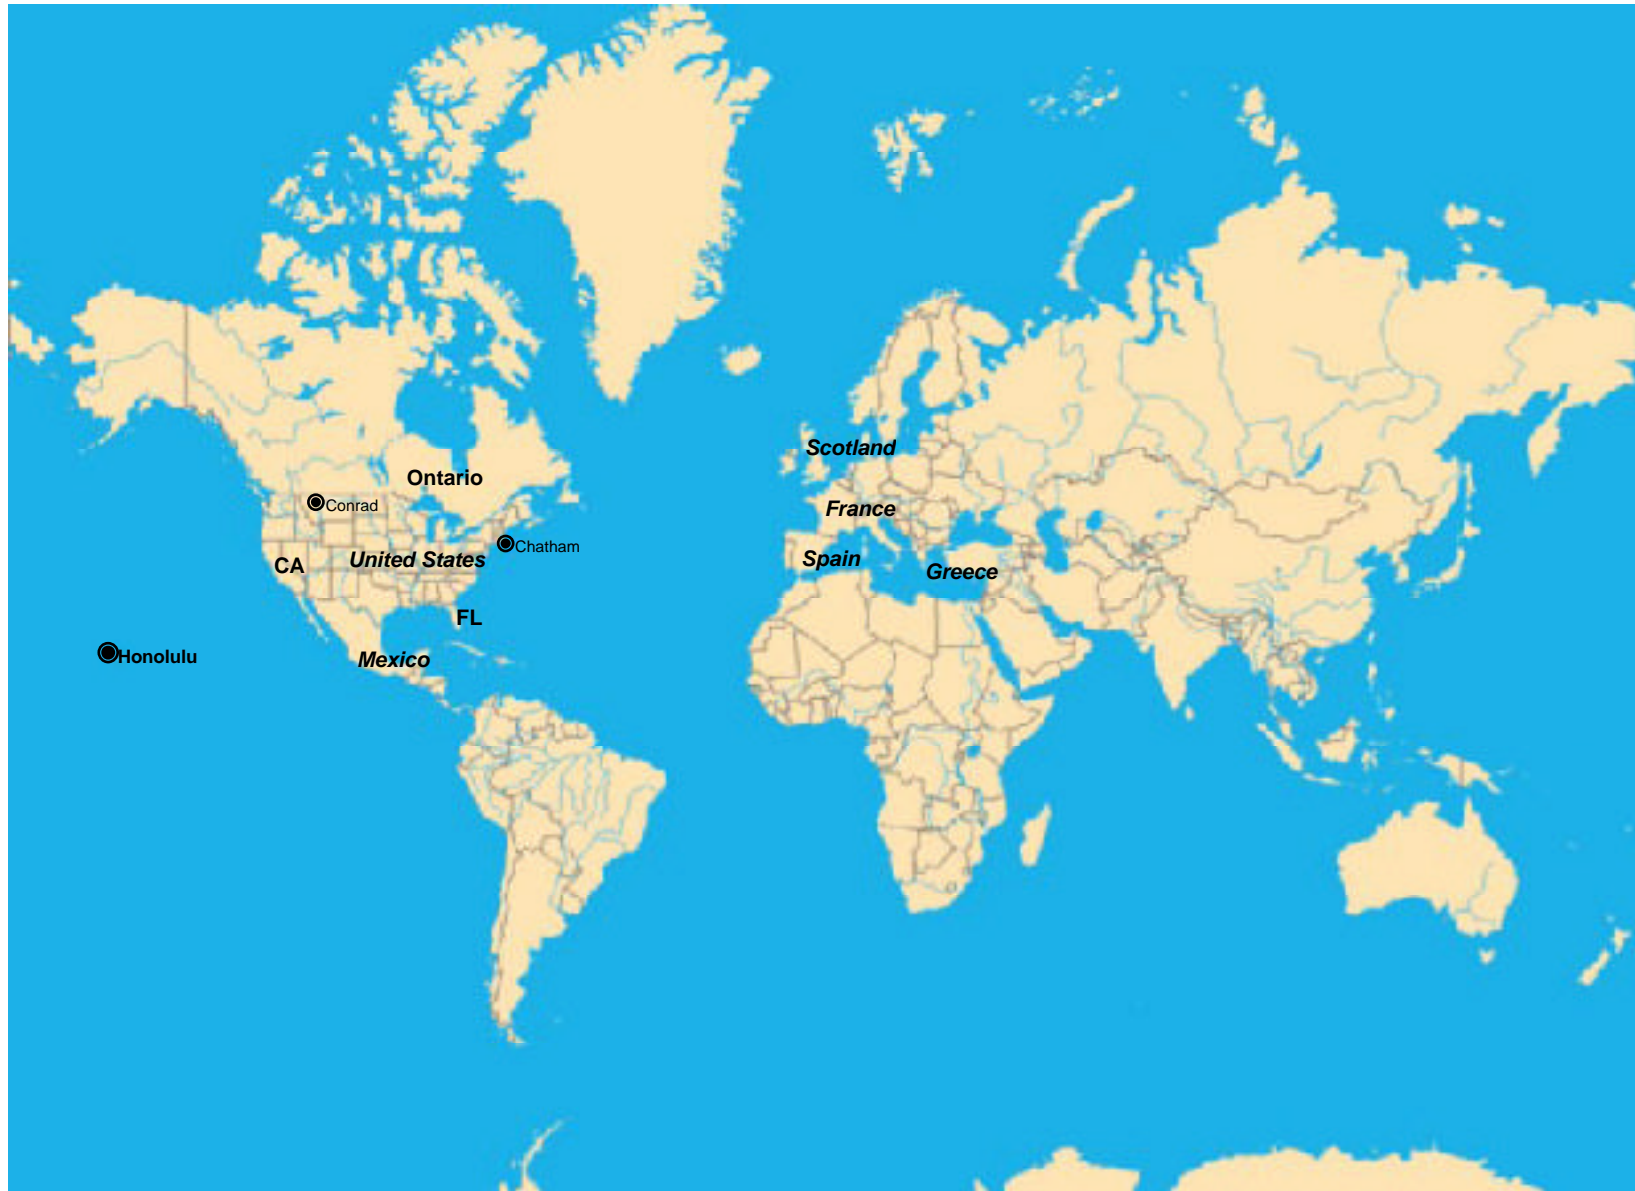 Scotland
Ontario
Conrad
France
Chatham
United States
Spain
CA
Greece
FL
Honolulu
Mexico